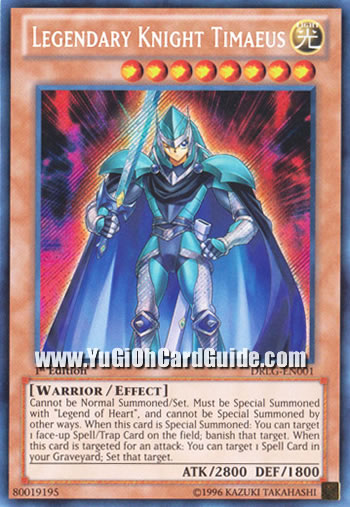 LEGENDARY KNIGHT TIMAEUS
LIGHT
光
www.YuGiOhCardGuide.com
1st Edition
DRLG-EN001
[WARRIOR / EFFECT]
Cannot be Normal Summoned/Set. Must be Special Summoned
with "Legend of Heart", and cannot be Special Summoned by
other ways. When this card is Special Summoned: You can target
1 face-up Spell/Trap Card on the field; banish that target. When
this card is targeted for an attack: You can target 1 Spell Card in
your Graveyard; Set that target.
ATK/2800 DEF/1800
80019195
©1996 KAZUKI TAKAHASHI